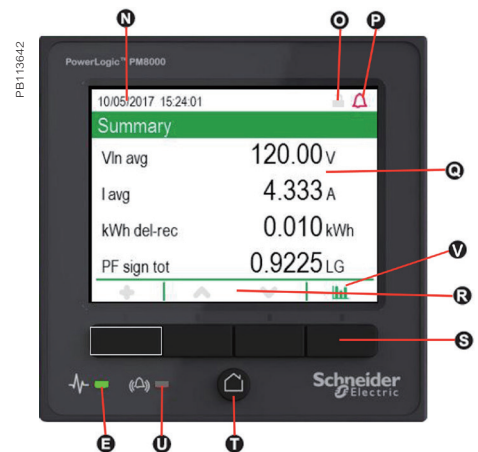 N O P
PB113642
PowerLogic™ PM8000
10/05/2017 15:24:01
Summary
Vln avg 120.00 V
Q
I avg 4.333 A
kWh del-rec 0.010 kWh
V
PF sign tot 0.9225 LG
R
S
Schneider
Electric
E U T